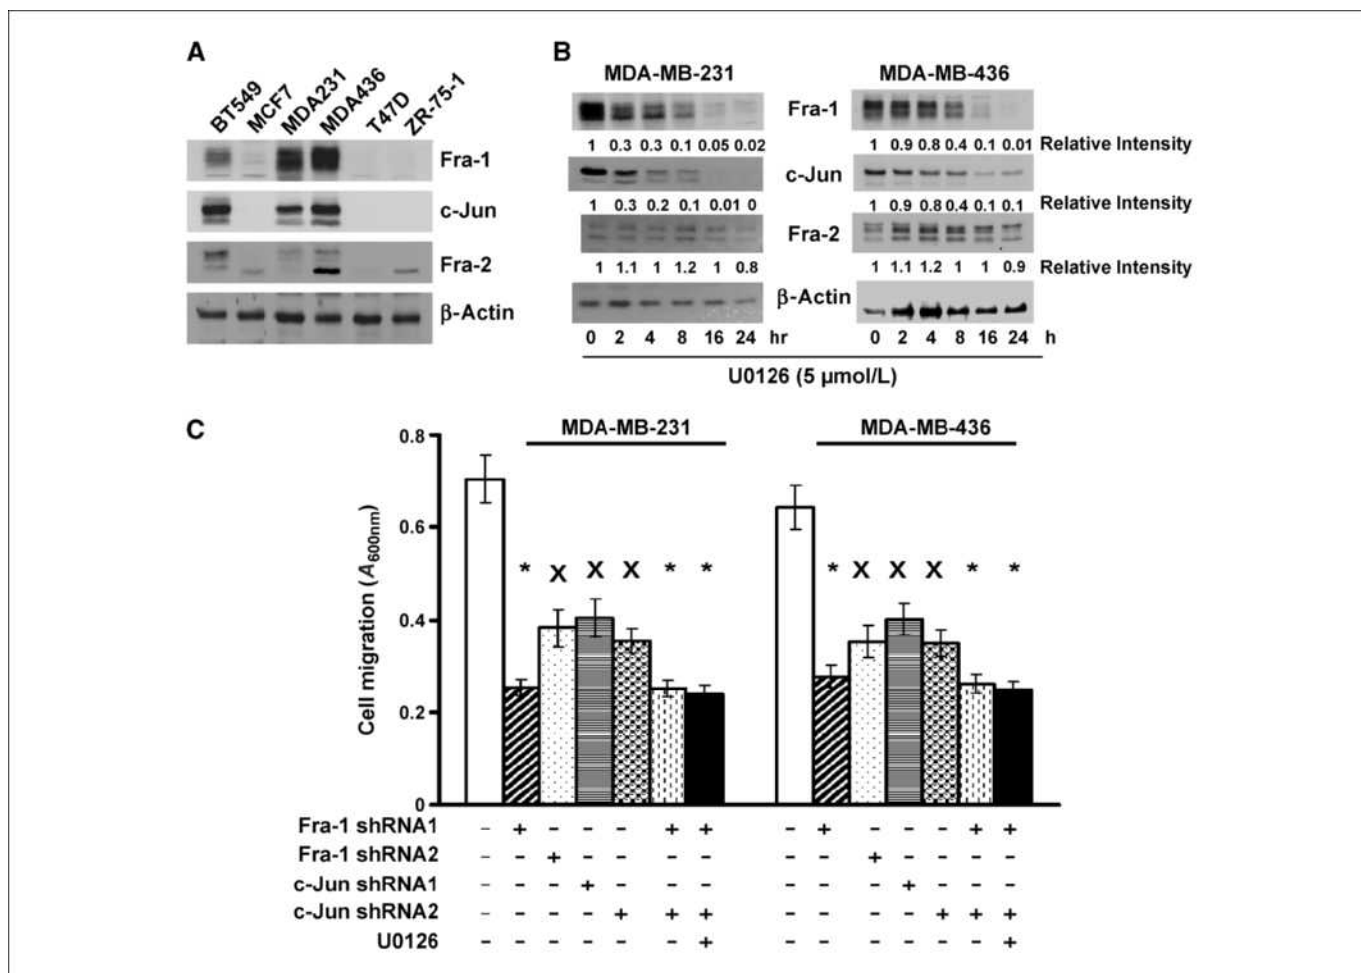 A
BT549 MCF7 MDA231 MDA436 T47D ZR-75-1
Fra-1
c-Jun
Fra-2
β-Actin
B
MDA-MB-231 MDA-MB-436
Fra-1
1 0.3 0.3 0.1 0.05 0.02 1 0.9 0.8 0.4 0.1 0.01 Relative Intensity
c-Jun
1 0.3 0.2 0.1 0.01 0 1 0.9 0.8 0.4 0.1 0.1 Relative Intensity
Fra-2
1 1.1 1 1.2 1 0.8 1 1.1 1.2 1 1 0.9 Relative Intensity
β-Actin
0 2 4 8 16 24 hr 0 2 4 8 16 24 h
U0126 (5 μmol/L)
C
MDA-MB-231 MDA-MB-436
Cell migration (A600nm)
0.8
0.6
0.4
0.2
0
* X X X * * * X X X * *
Fra-1 shRNA1 - + - - - + + - + - - - + +
Fra-1 shRNA2 - - + - - - - - - + - - - -
c-Jun shRNA1 - - - + - - - - - - + - - -
c-Jun shRNA2 - - - - + + + - - - - + + +
U0126 - - - - - - + - - - - - - +